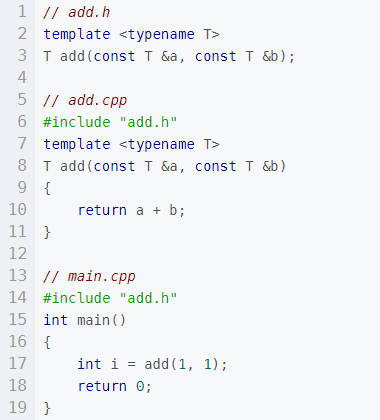 1 // add.h
2 template <typename T>
3 T add(const T &a, const T &b);
4
5 // add.cpp
6 #include "add.h"
7 template <typename T>
8 T add(const T &a, const T &b)
9 {
10     return a + b;
11 }
12
13 // main.cpp
14 #include "add.h"
15 int main()
16 {
17     int i = add(1, 1);
18     return 0;
19 }